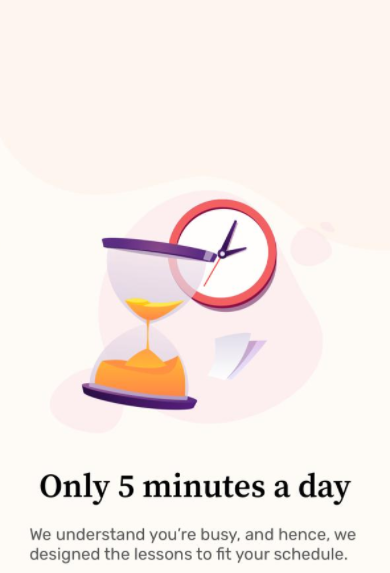 Only 5 minutes a day
We understand you’re busy, and hence, we
designed the lessons to fit your schedule.